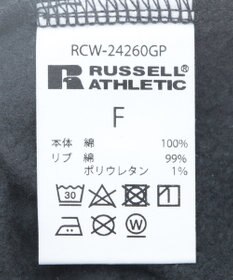 RCW-24260GP
RUSSELL
ATHLETIC
F
本体 綿 100%
リブ 綿 99%
ポリウレタン 1%
30